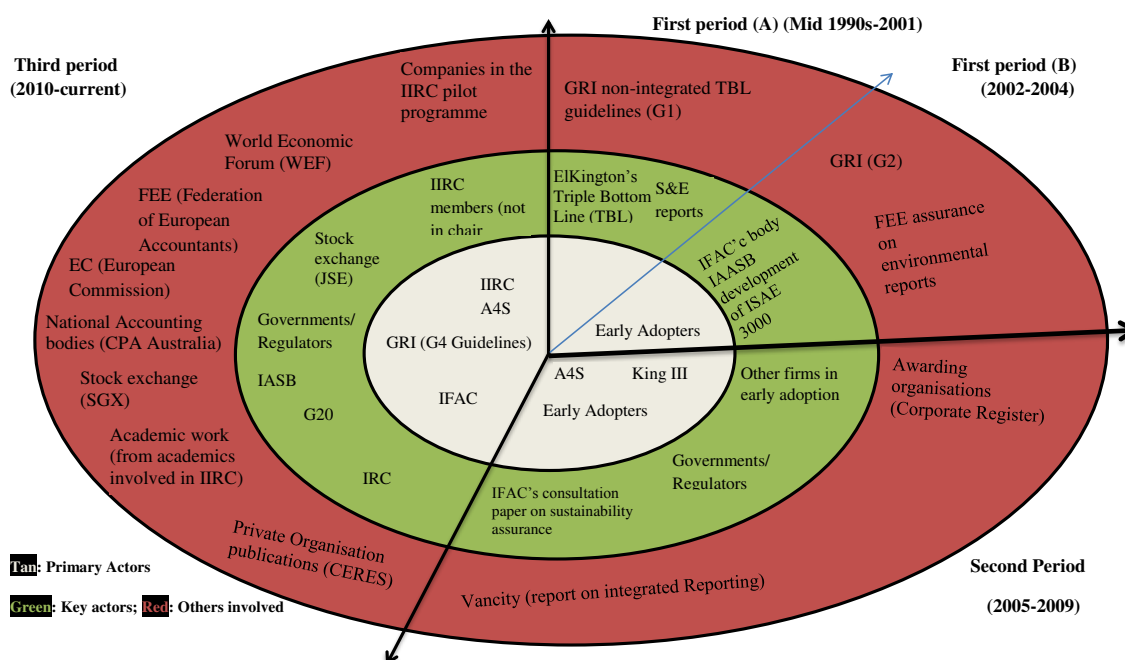 First period (A) (Mid 1990s-2001)
Third period
(2010-current)
First period (B)
(2002-2004)
Companies in the
IIRC pilot
programme
GRI non-integrated TBL
guidelines (G1)
World Economic
Forum (WEF)
GRI (G2)
FEE (Federation
of European
Accountants)
EC (European
Commission)
National Accounting
bodies (CPA Australia)
Stock exchange
(SGX)
Academic work
(from academics
involved in IIRC)
Private Organisation
publications (CERES)
FEE assurance
on
environmental
reports
Awarding
organisations
(Corporate Register)
Vancity (report on integrated Reporting)
IIRC
members (not
in chair
ElKington's
Triple Bottom
Line (TBL)
S&E
reports
Stock
exchange
(JSE)
IFAC'c body
IAASB
development
of ISAE
3000
Governments/
Regulators
IASB
G20
IRC
Other firms in
early adoption
Governments/
Regulators
IFAC's consultation
paper on sustainability
assurance
IIRC
A4S
GRI (G4 Guidelines)
IFAC
Early Adopters
A4S
King III
Early Adopters
Tan: Primary Actors
Green: Key actors; Red: Others involved
Second Period
(2005-2009)